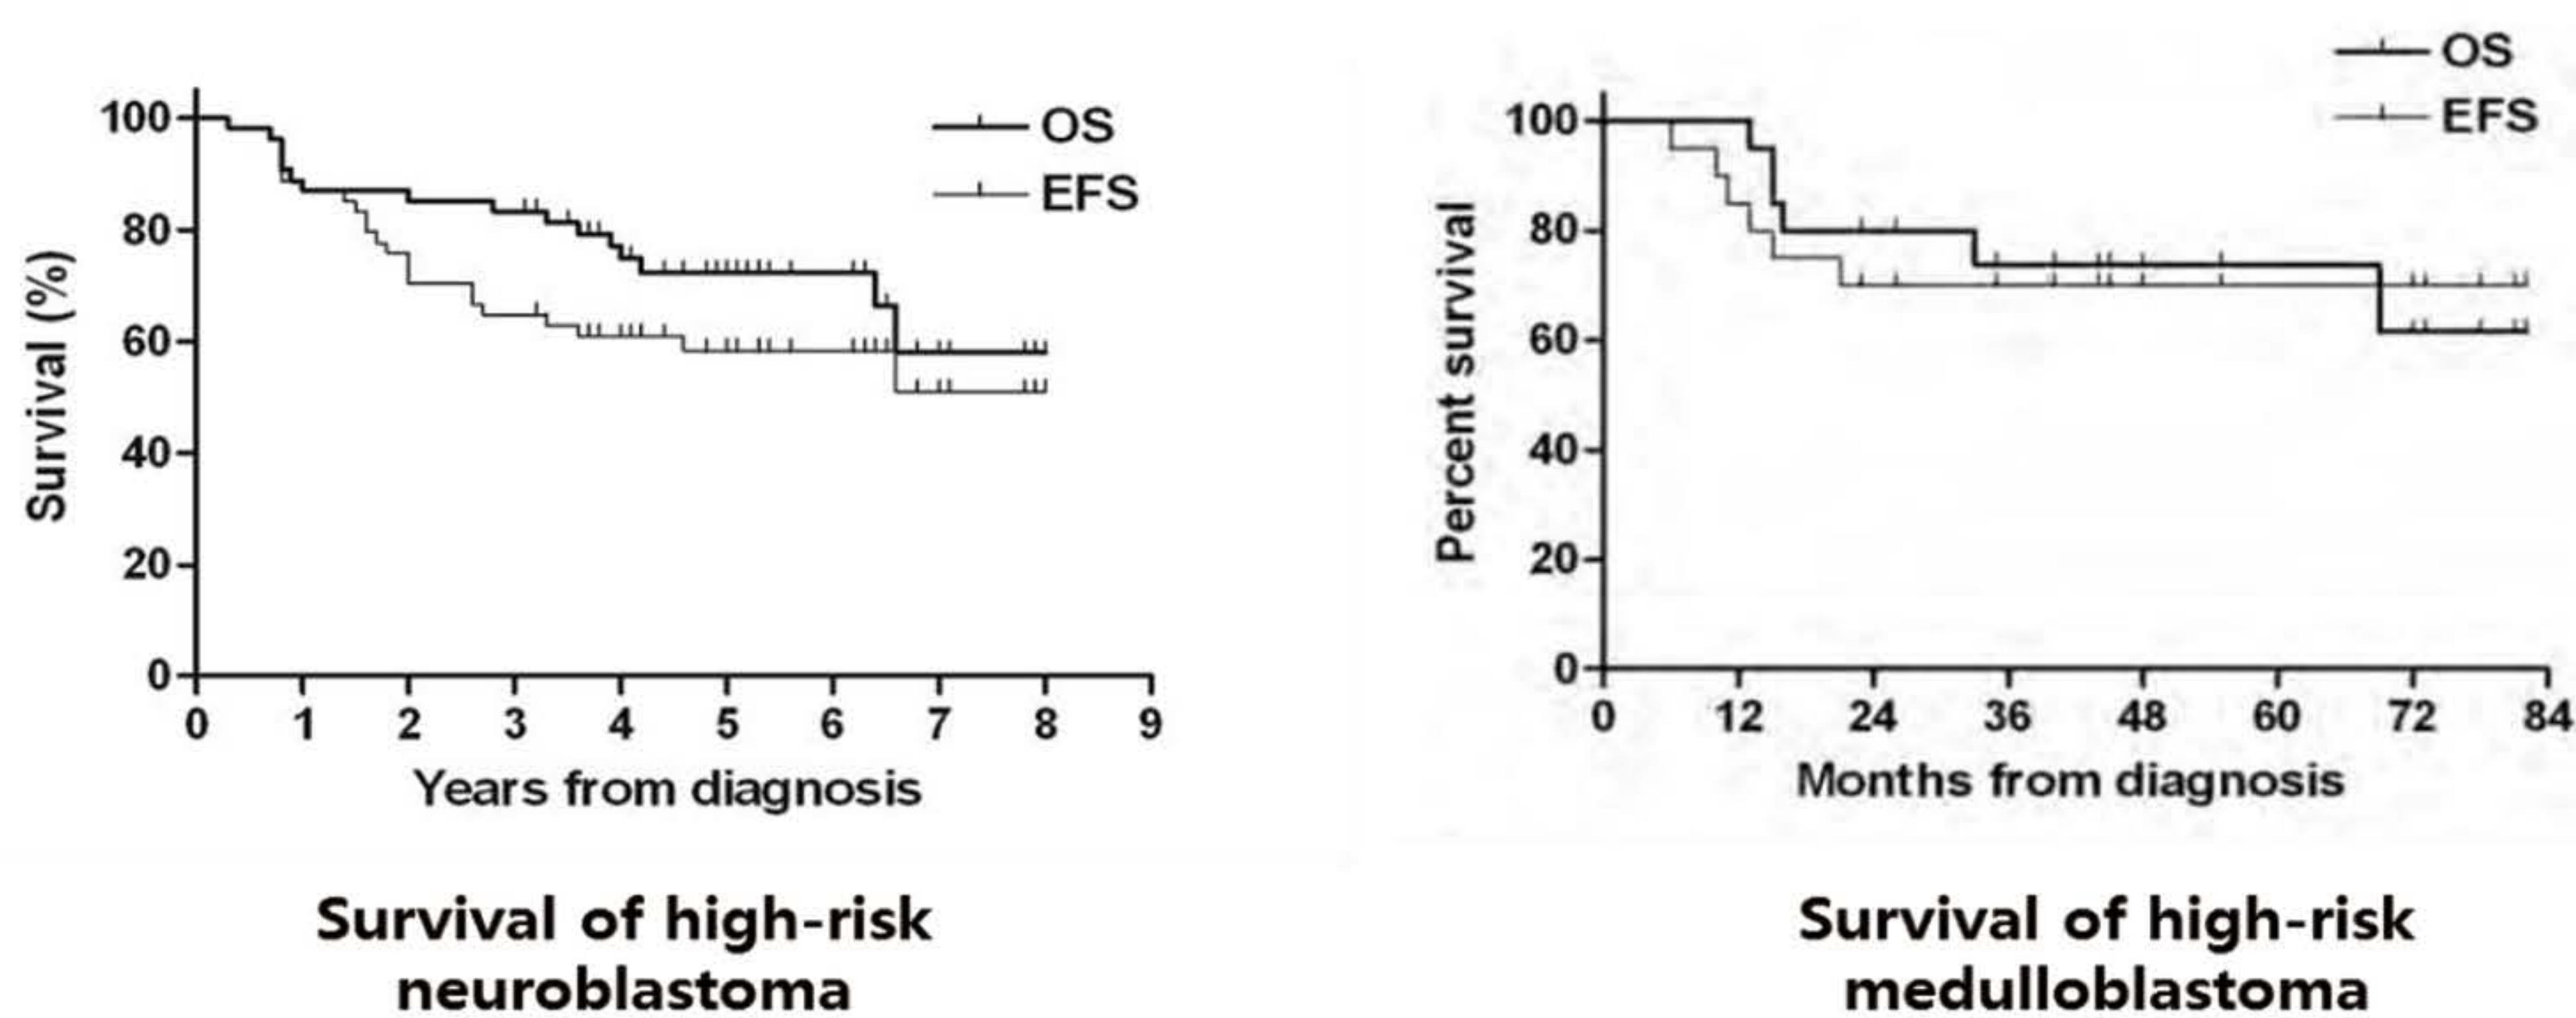 OS
EFS
Survival (%)
100
80
60
40
20
0
0 1 2 3 4 5 6 7 8 9
Years from diagnosis
Survival of high-risk
neuroblastoma
OS
EFS
Percent survival
100
80
60
40
20
0
0 12 24 36 48 60 72 84
Months from diagnosis
Survival of high-risk
medulloblastoma